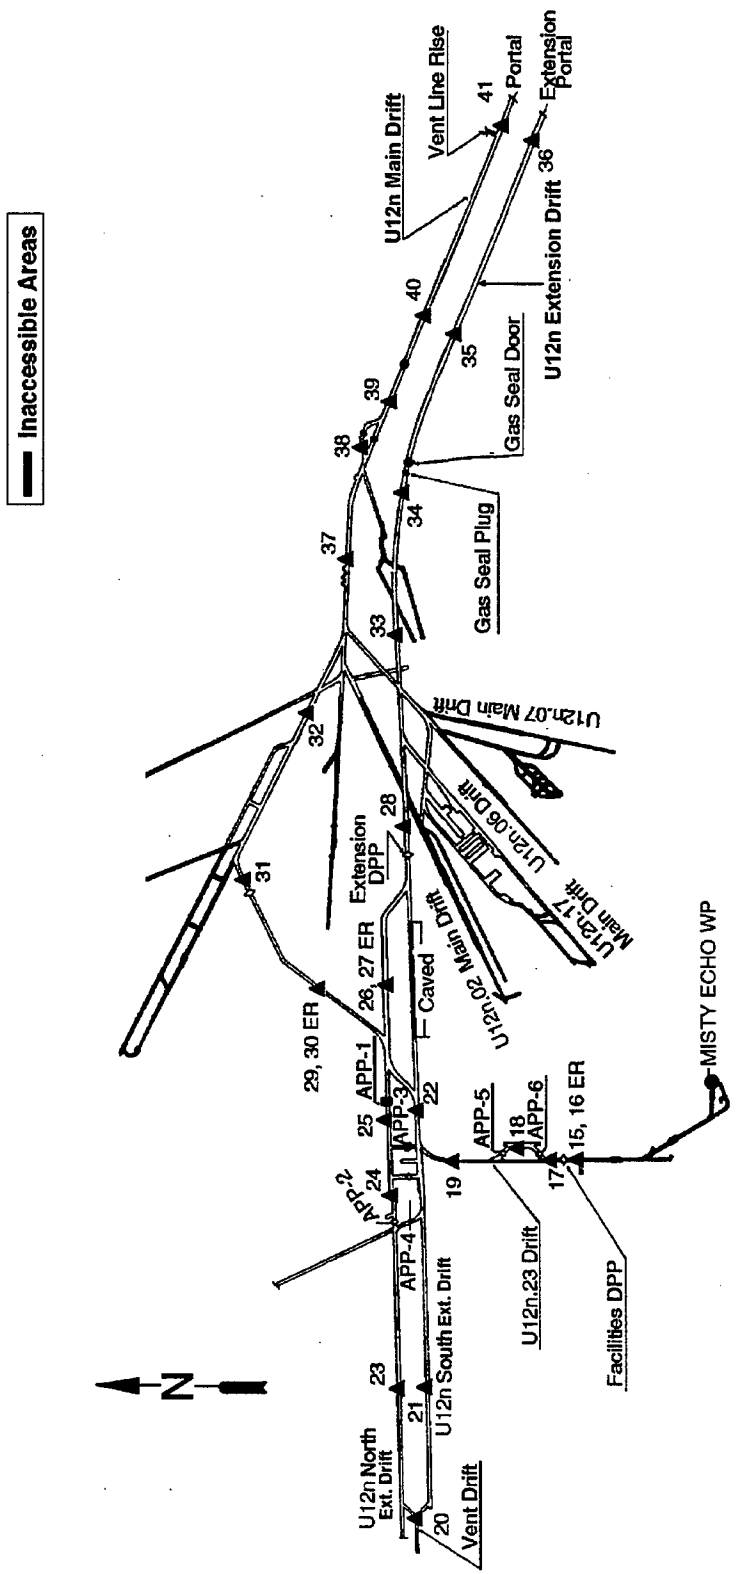 Inaccessible Areas
N
U12n North
Ext. Drift
23
20
Vent Drift
21
U12n South Ext. Drift
APP-2
24
APP-4
25
APP-1
APP-3
22
29, 30 ER
26, 27 ER
Caved
Extension
DPP
28
31
32
33
37
38
39
40
41
34
35
36
Gas Seal Plug
Gas Seal Door
U12n Main Drift
Vent Line Rise
Portal
Extension
Portal
U12n Extension Drift
U12n.07 Main Drift
U12n.06 Drift
U12n.17
Main Drift
U12n.02 Main Drift
19
APP-5
18
APP-6
17
15, 16 ER
U12n.23 Drift
Facilities DPP
MISTY ECHO WP